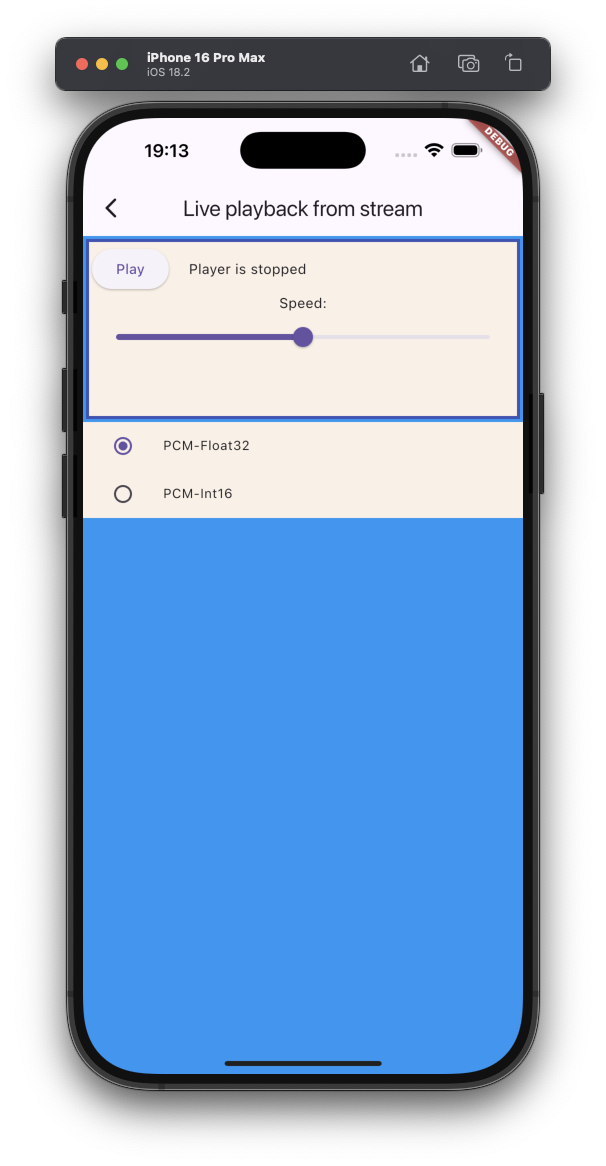 iPhone 16 Pro Max
iOS 18.2
19:13
DEBUG
Live playback from stream
Play
Player is stopped
Speed:
PCM-Float32
PCM-Int16